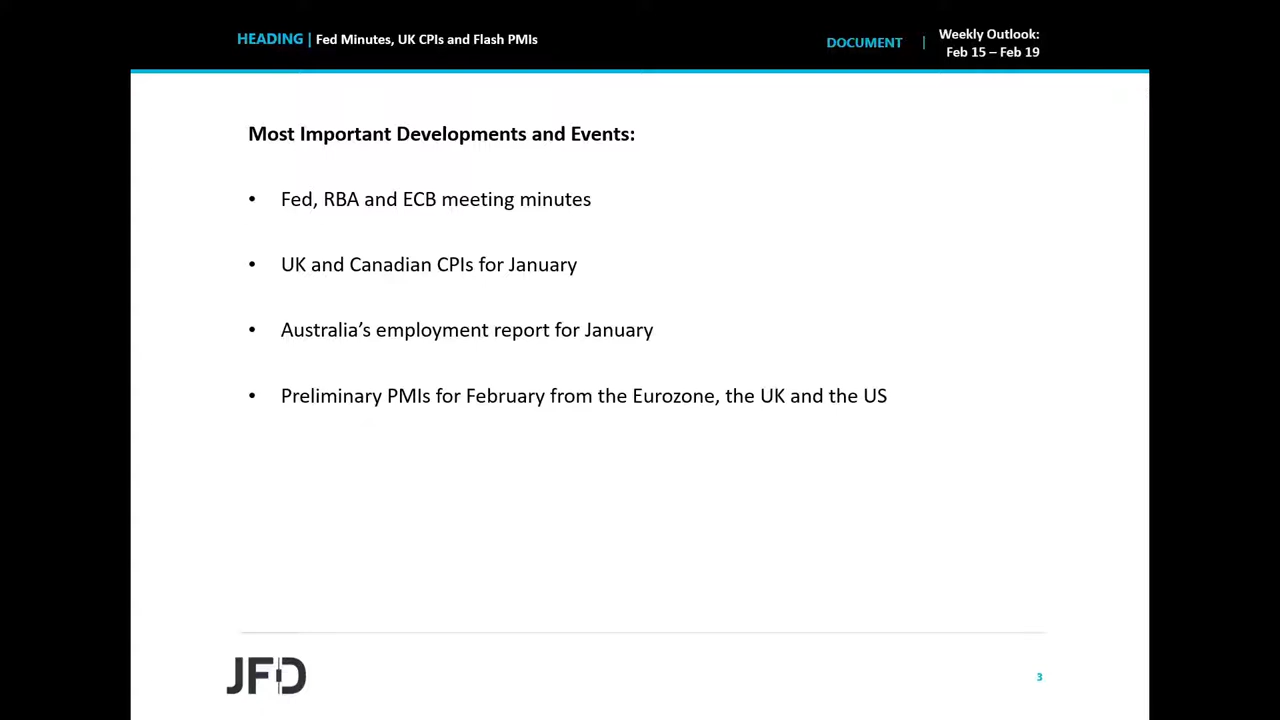 HEADING | Fed Minutes, UK CPIs and Flash PMIs
DOCUMENT | Weekly Outlook:
Feb 15 – Feb 19
Most Important Developments and Events:
• Fed, RBA and ECB meeting minutes
• UK and Canadian CPIs for January
• Australia’s employment report for January
• Preliminary PMIs for February from the Eurozone, the UK and the US
JFD
3